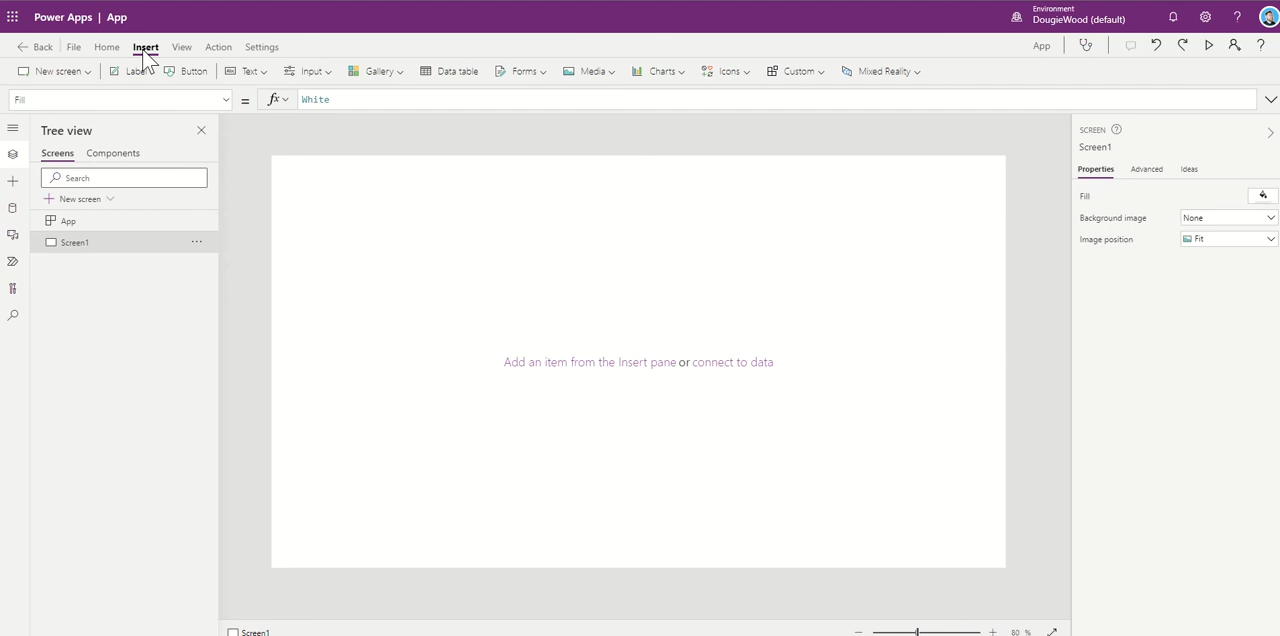 Power Apps | App
Environment
DougieWood (default)
Back File Home Insert View Action Settings
App
New screen Label Button Text Input Gallery Data table Forms Media Charts Icons Custom Mixed Reality
Fill = fx White
Tree view
Screens Components
Search
New screen
App
Screen1 ...
Add an item from the Insert pane or connect to data
SCREEN
Screen1
Properties Advanced Ideas
Fill
Background image None
Image position Fit
Screen1
80 %